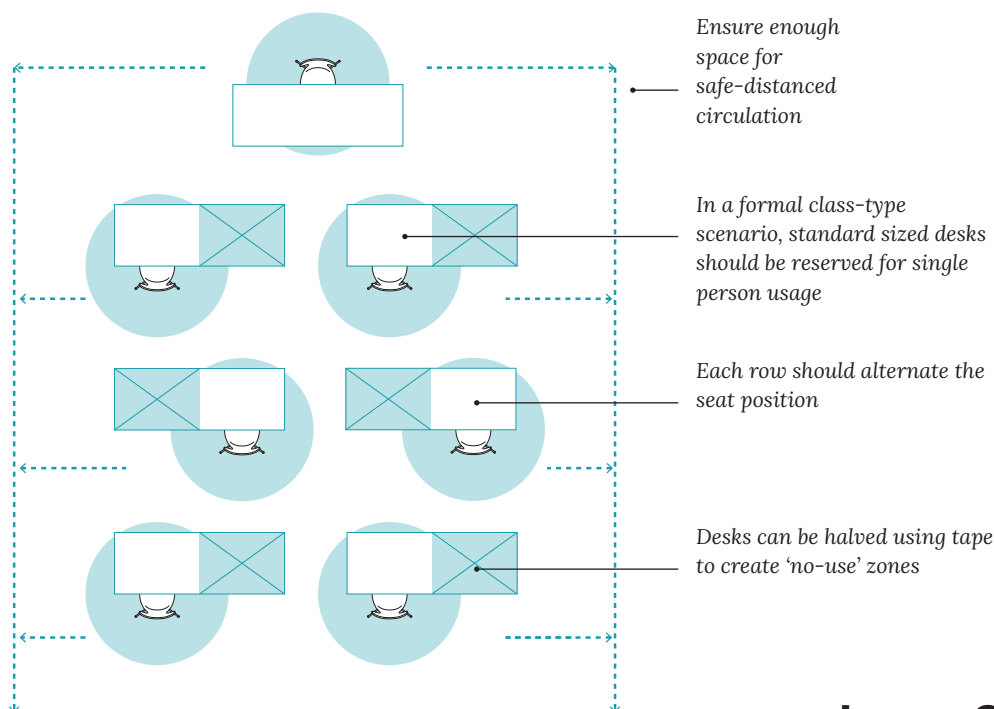 Ensure enough
space for
safe-distanced
circulation
In a formal class-type
scenario, standard sized desks
should be reserved for single
person usage
Each row should alternate the
seat position
Desks can be halved using tape
to create ‘no-use’ zones